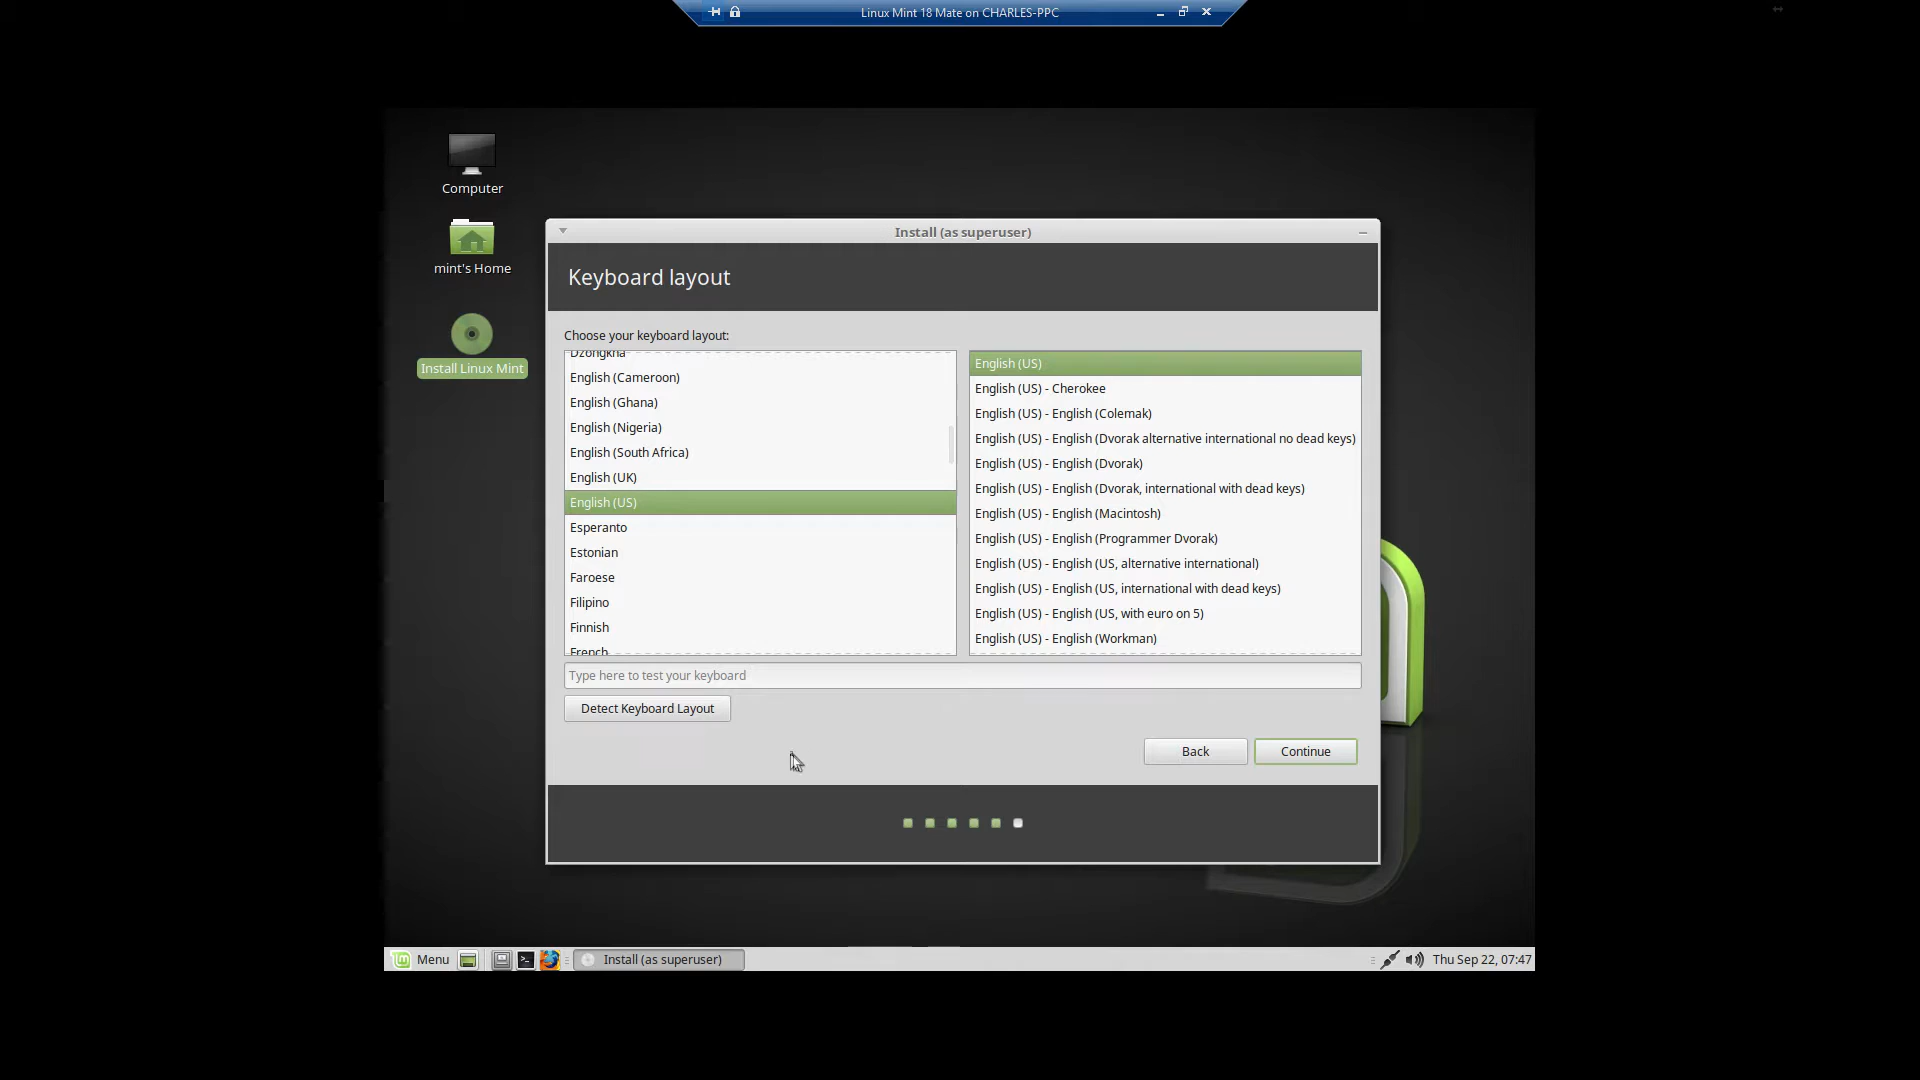 Linux Mint 18 Mate on CHARLES-PPC
Computer
mint's Home
Install Linux Mint
Install (as superuser)
Keyboard layout
Choose your keyboard layout:
Dzongkha
English (Cameroon)
English (Ghana)
English (Nigeria)
English (South Africa)
English (UK)
English (US)
Esperanto
Estonian
Faroese
Filipino
Finnish
French
English (US)
English (US) - Cherokee
English (US) - English (Colemak)
English (US) - English (Dvorak alternative international no dead keys)
English (US) - English (Dvorak)
English (US) - English (Dvorak, international with dead keys)
English (US) - English (Macintosh)
English (US) - English (Programmer Dvorak)
English (US) - English (US, alternative international)
English (US) - English (US, international with dead keys)
English (US) - English (US, with euro on 5)
English (US) - English (Workman)
Type here to test your keyboard
Detect Keyboard Layout
Back
Continue
Menu
Install (as superuser)
Thu Sep 22, 07:47